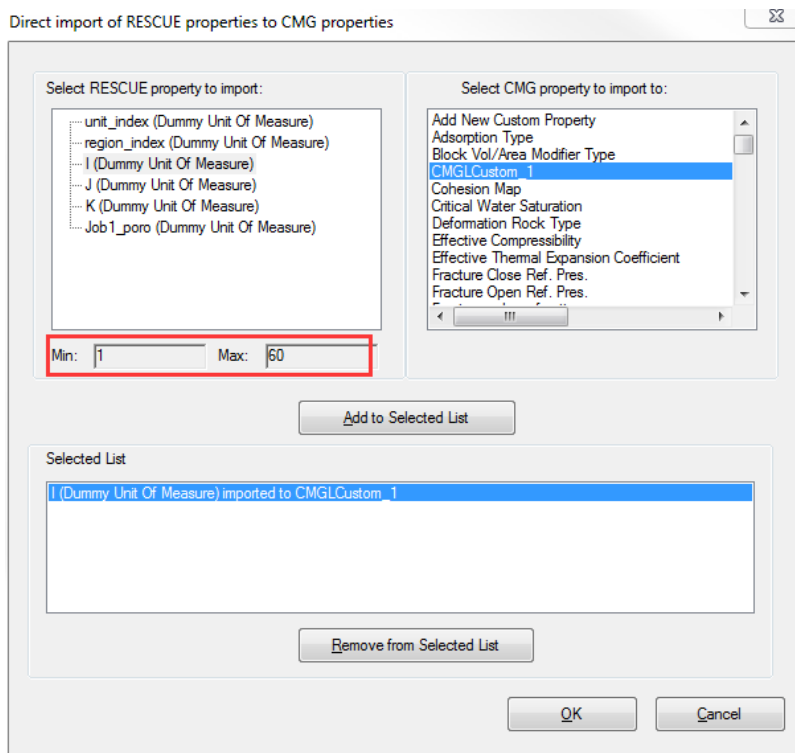 Direct import of RESCUE properties to CMG properties
Select RESCUE property to import:
unit_index (Dummy Unit Of Measure)
region_index (Dummy Unit Of Measure)
I (Dummy Unit Of Measure)
J (Dummy Unit Of Measure)
K (Dummy Unit Of Measure)
Job1_poro (Dummy Unit Of Measure)
Min: 1 Max: 60
Select CMG property to import to:
Add New Custom Property
Adsorption Type
Block Vol/Area Modifier Type
CMGLCustom_1
Cohesion Map
Critical Water Saturation
Deformation Rock Type
Effective Compressibility
Effective Thermal Expansion Coefficient
Fracture Close Ref. Pres.
Fracture Open Ref. Pres.
Add to Selected List
Selected List
I (Dummy Unit Of Measure) imported to CMGLCustom_1
Remove from Selected List
OK
Cancel